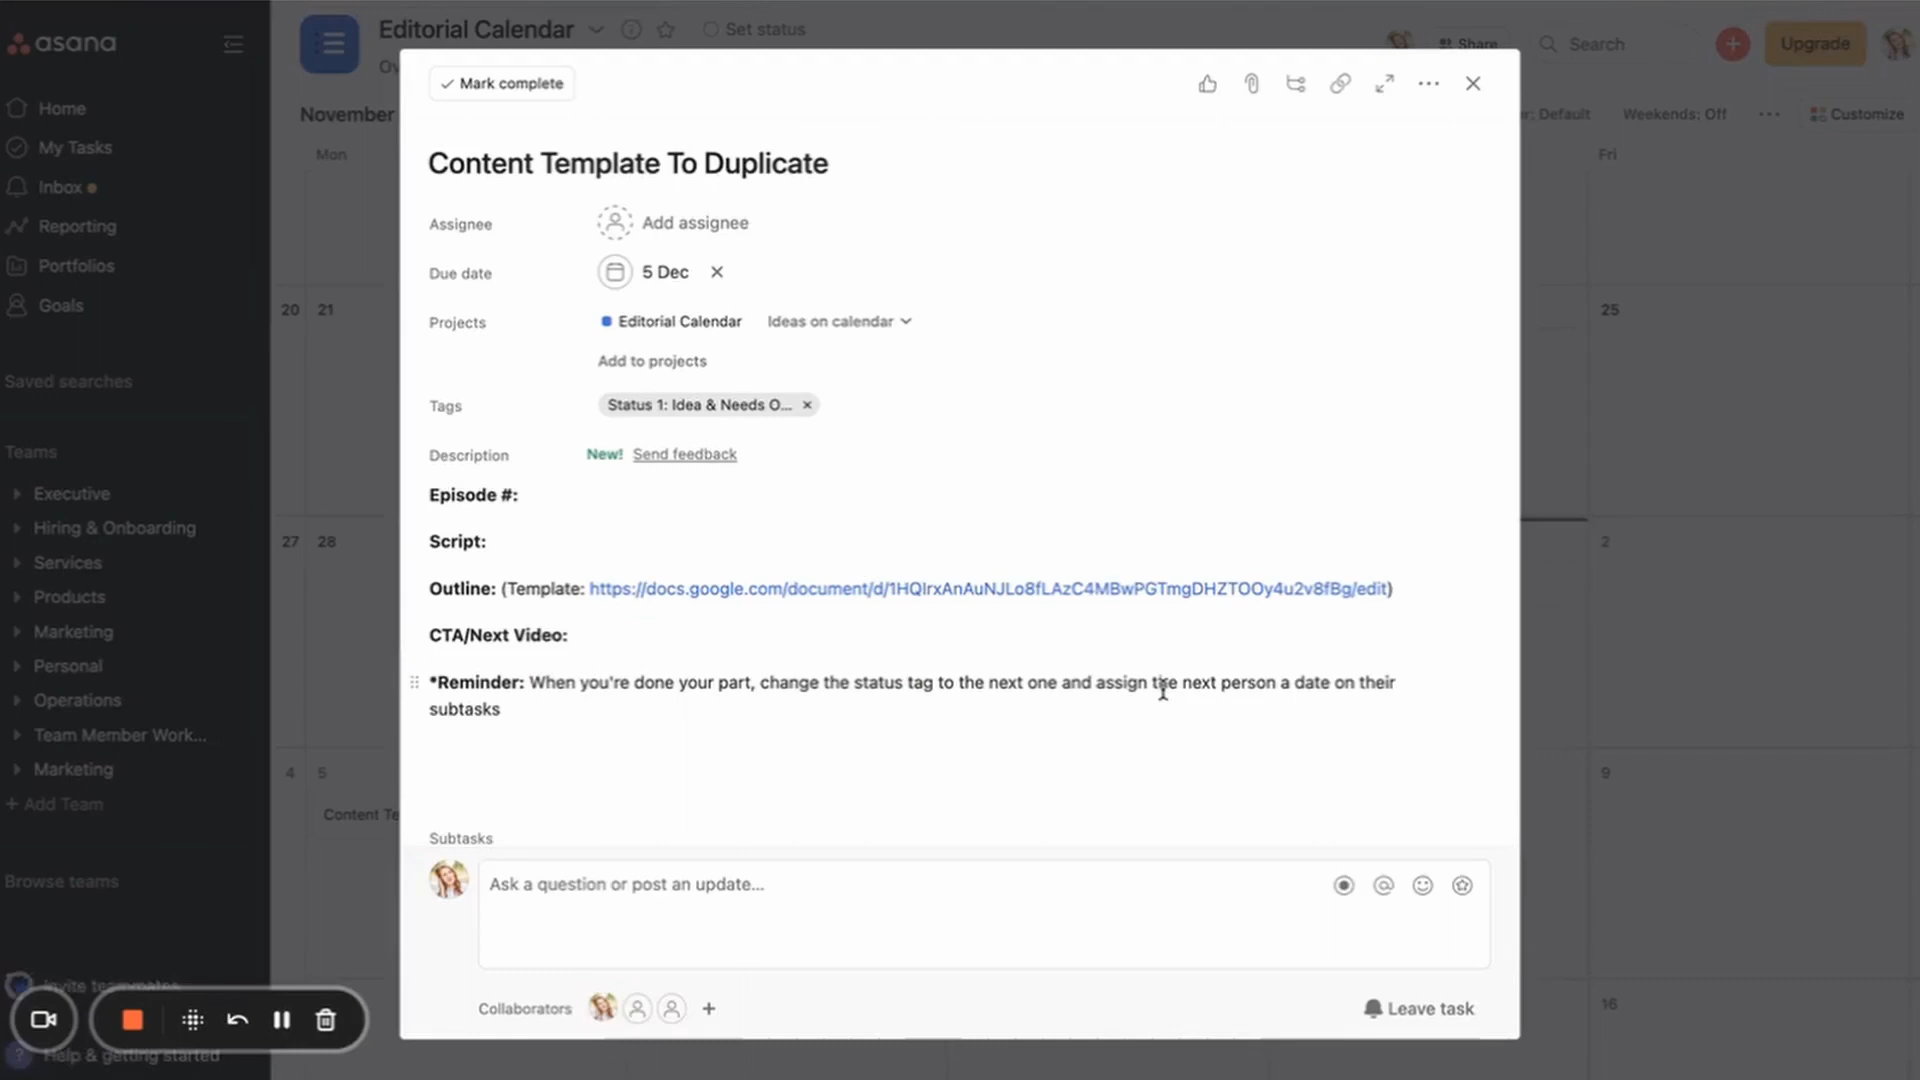 asana
Home
My Tasks
Inbox
Reporting
Portfolios
Goals
Saved searches
Teams
Executive
Hiring & Onboarding
Services
Products
Marketing
Personal
Operations
Team Member Work...
Marketing
+ Add Team
Browse teams
Invite teammates
Help & getting started
Editorial Calendar
Set status
Share
Search
Upgrade
November
Default
Weekends: Off
Customize
Mon
Fri
20 21
25
27 28
2
4 5
9
Content Te
16
Mark complete
Content Template To Duplicate
Assignee
Add assignee
Due date
5 Dec
Projects
Editorial Calendar
Ideas on calendar
Add to projects
Tags
Status 1: Idea & Needs O...
Description
New! Send feedback
Episode #:
Script:
Outline: (Template: https://docs.google.com/document/d/1HQlrxAnAuNJLo8fLAzC4MBwPGTmgDHZTOOy4u2v8fBg/edit)
CTA/Next Video:
*Reminder: When you're done your part, change the status tag to the next one and assign the next person a date on their
subtasks
Subtasks
Ask a question or post an update...
Collaborators
Leave task